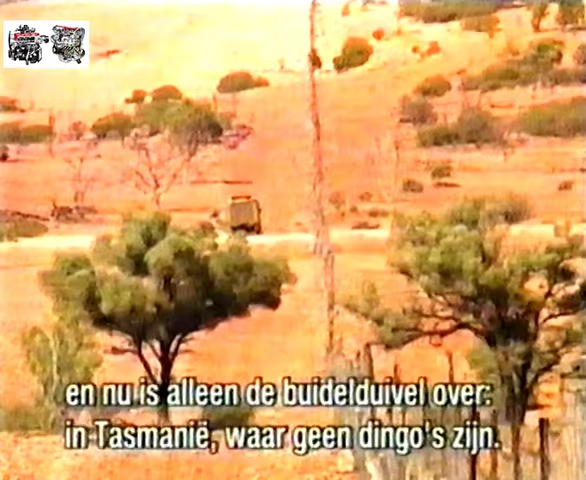 en nu is alleen de buidelduivel over:
in Tasmanië, waar geen dingo's zijn.